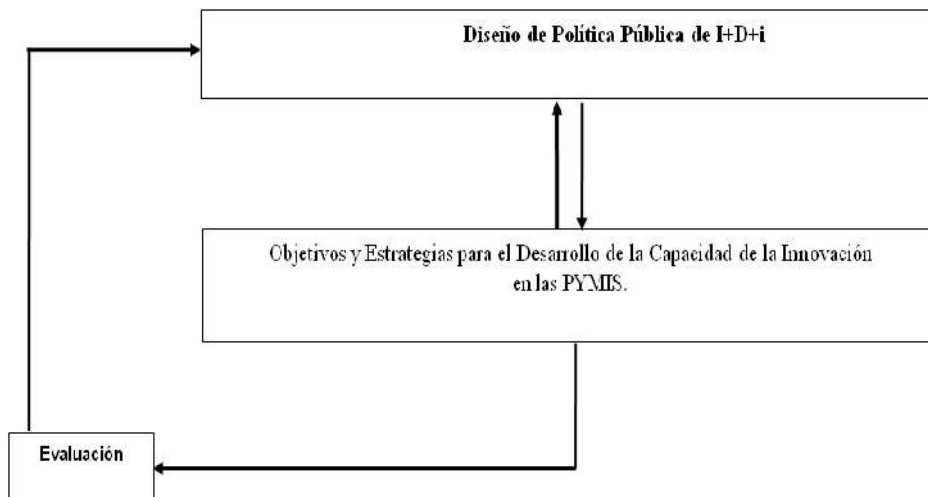 Diseño de Política Pública de I+D+i
Objetivos y Estrategias para el Desarrollo de la Capacidad de la Innovación
en las PYMIS.
Evaluación